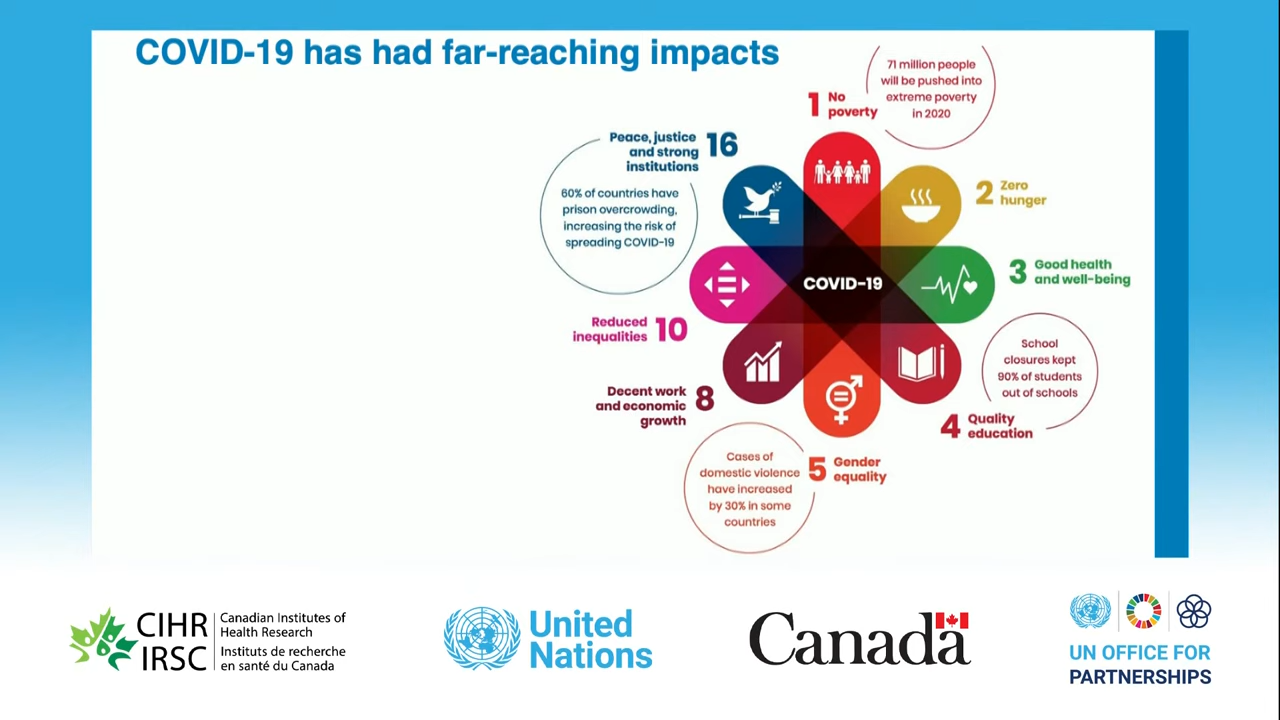 COVID-19 has had far-reaching impacts
71 million people
will be pushed into
extreme poverty
in 2020
1 No
poverty
Peace, justice 16
and strong
institutions
60% of countries have
prison overcrowding,
increasing the risk of
spreading COVID-19
2 Zero
hunger
COVID-19
3 Good health
and well-being
Reduced 10
inequalities
School
closures kept
90% of students
out of schools
Decent work 8
and economic
growth
4 Quality
education
Cases of
domestic violence
have increased
by 30% in some
countries
5 Gender
equality
CIHR
IRSC
Canadian Institutes of
Health Research
Instituts de recherche
en santé du Canada
United
Nations
Canada
UN OFFICE FOR
PARTNERSHIPS